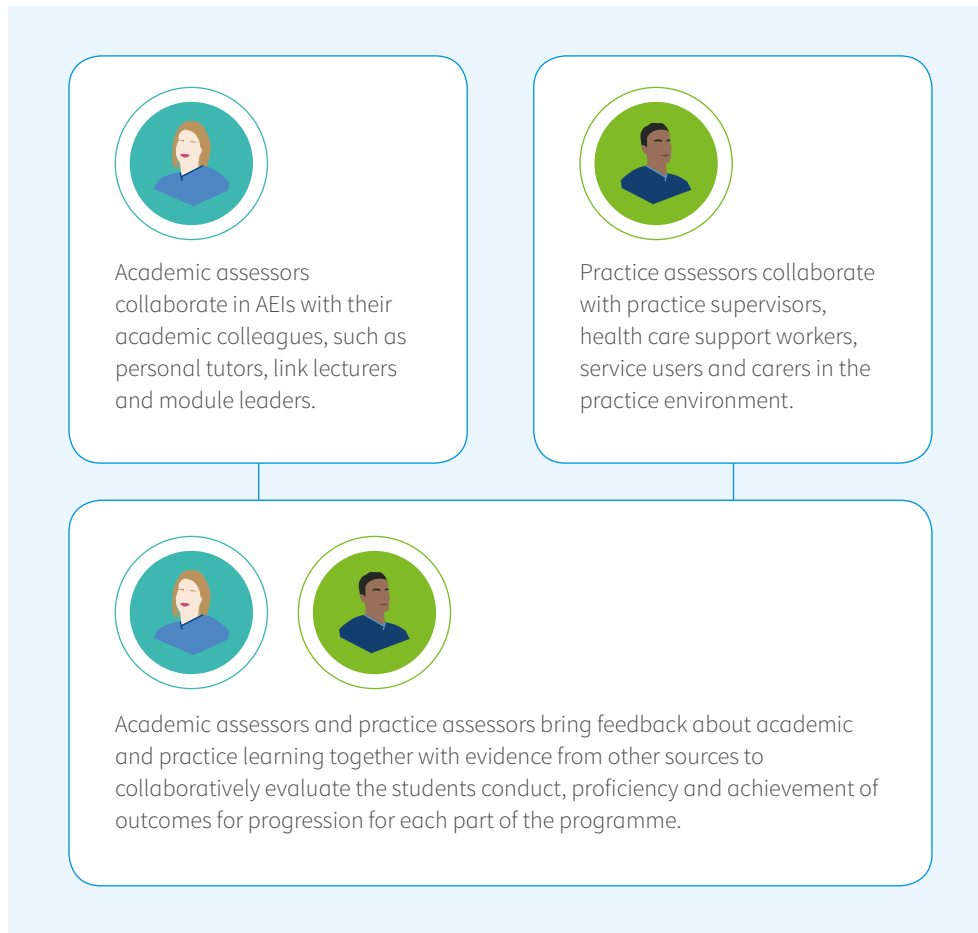 Academic assessors
collaborate in AEIs with their
academic colleagues, such as
personal tutors, link lecturers
and module leaders.
Practice assessors collaborate
with practice supervisors,
health care support workers,
service users and carers in the
practice environment.
Academic assessors and practice assessors bring feedback about academic
and practice learning together with evidence from other sources to
collaboratively evaluate the students conduct, proficiency and achievement of
outcomes for progression for each part of the programme.